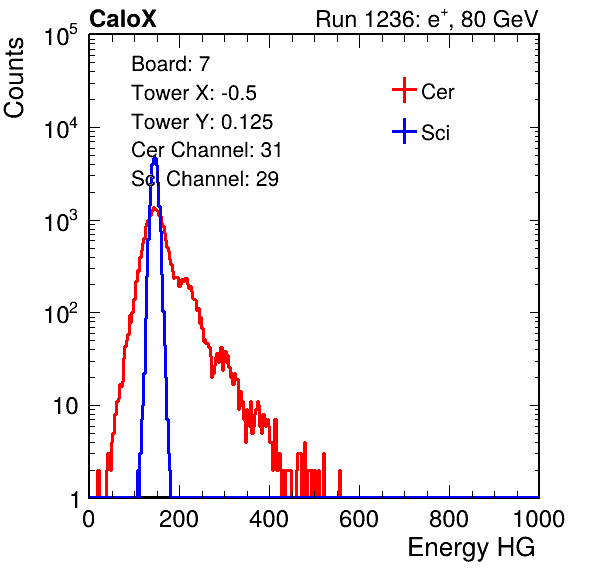 CaloX Run 1236: e⁺, 80 GeV
Counts
Board: 7
Tower X: -0.5
Tower Y: 0.125
Cer Channel: 31
Sci Channel: 29
Cer
Sci
10⁵
10⁴
10³
10²
10
1
0 200 400 600 800 1000
Energy HG